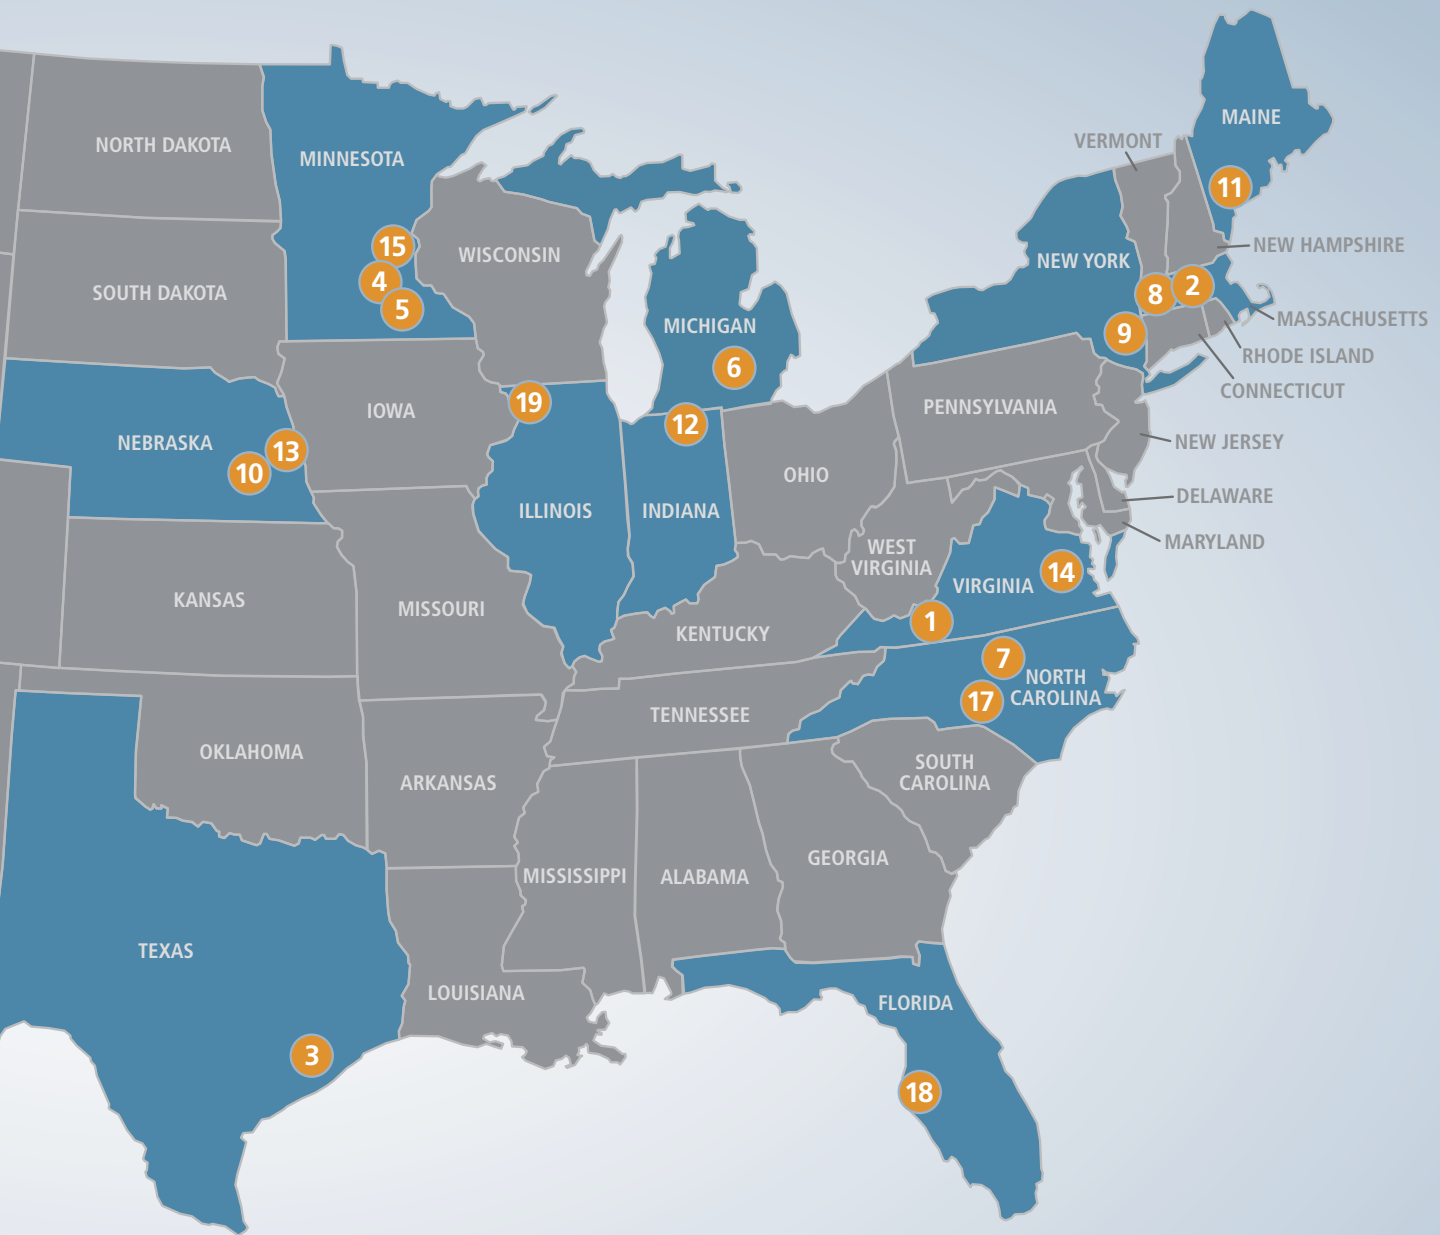 MAINE
VERMONT
NORTH DAKOTA
MINNESOTA
11
15
WISCONSIN
NEW YORK
NEW HAMPSHIRE
SOUTH DAKOTA
4
5
8
2
MICHIGAN
MASSACHUSETTS
9
RHODE ISLAND
6
CONNECTICUT
19
IOWA
PENNSYLVANIA
12
NEBRASKA
13
NEW JERSEY
10
OHIO
DELAWARE
ILLINOIS
INDIANA
MARYLAND
WEST
VIRGINIA
14
VIRGINIA
KANSAS
MISSOURI
1
KENTUCKY
7
NORTH
CAROLINA
17
TENNESSEE
OKLAHOMA
SOUTH
CAROLINA
ARKANSAS
GEORGIA
MISSISSIPPI
ALABAMA
TEXAS
LOUISIANA
FLORIDA
3
18